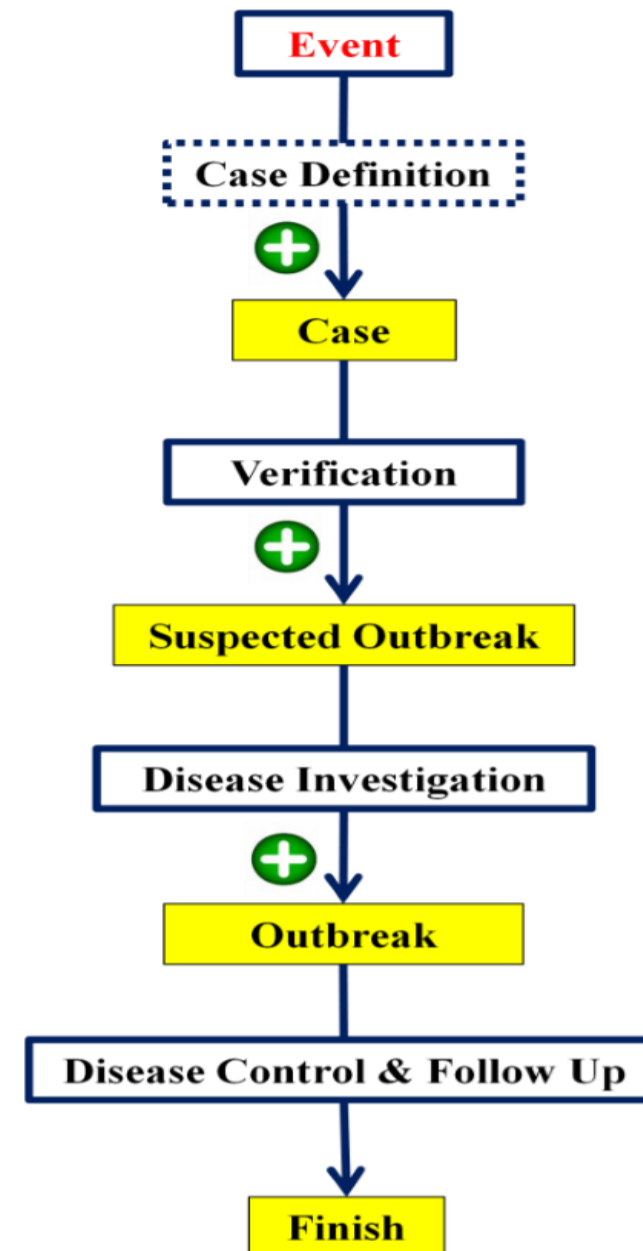 Event
Case Definition
Case
Verification
Suspected Outbreak
Disease Investigation
Outbreak
Disease Control & Follow Up
Finish